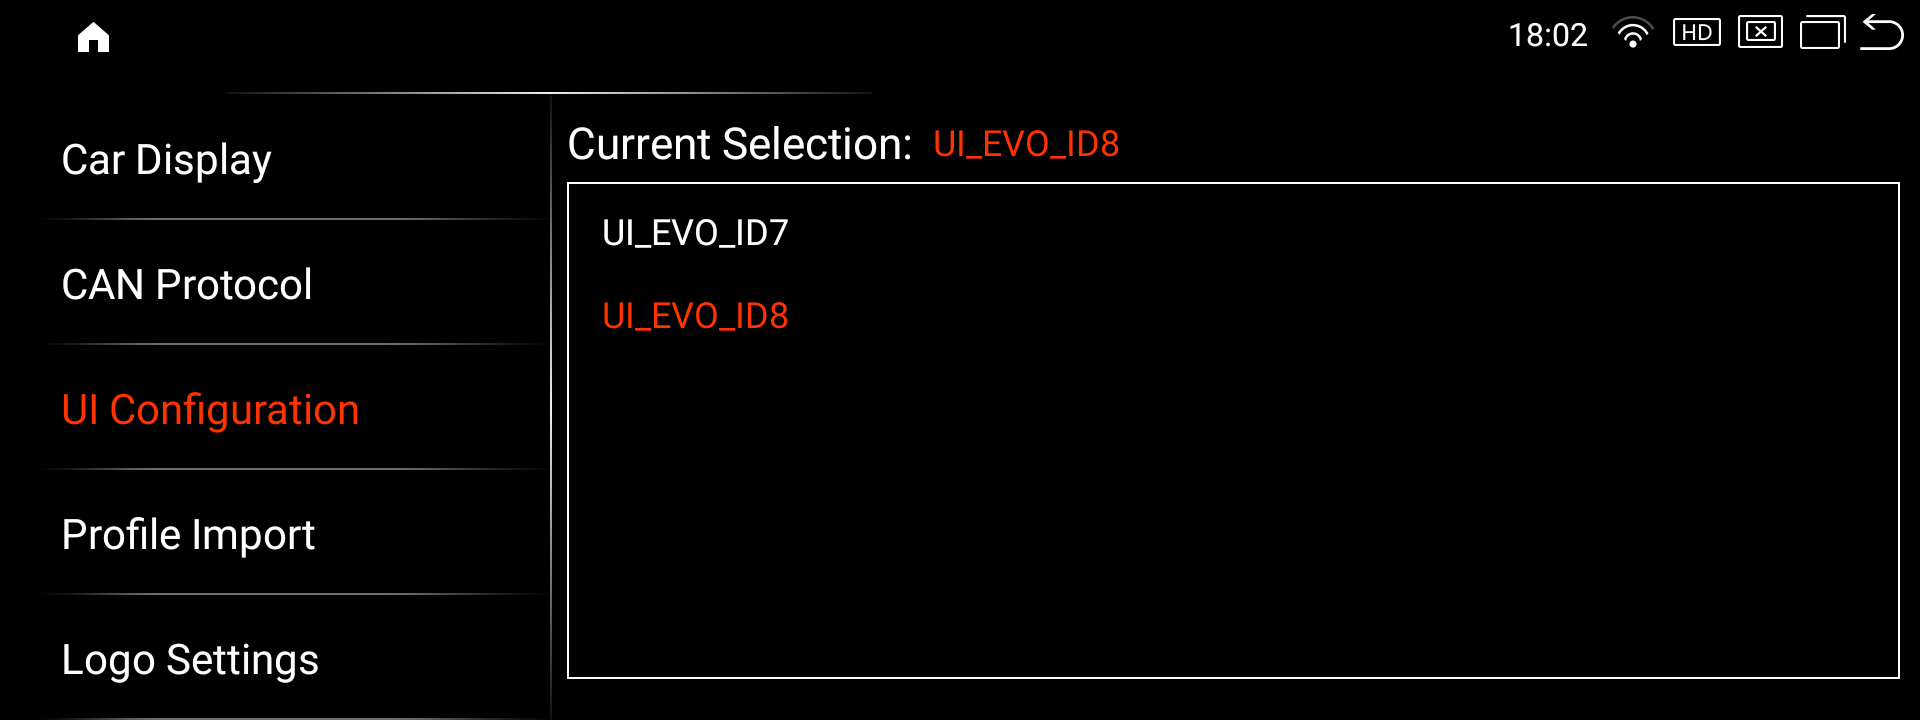 18:02
HD
Car Display
CAN Protocol
UI Configuration
Profile Import
Logo Settings
Current Selection: UI_EVO_ID8
UI_EVO_ID7
UI_EVO_ID8